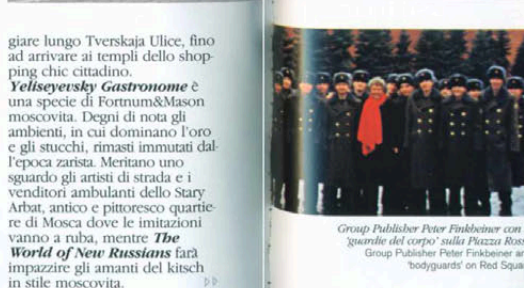 giare lungo Tverskaja Ulice, fino
ad arrivare ai templi dello shop-
ping chic cittadino.
Yeliseyevsky Gastronome è
una specie di Fortnum&Mason
moscovita. Degni di nota gli
ambienti, in cui dominano l'oro
e gli stucchi, rimasti immutati dal-
l'epoca zarista. Meritano uno
sguardo gli artisti di strada e i
venditori ambulanti dello Stary
Arbat, antico e pittoresco quartie-
re di Mosca dove le imitazioni
vanno a ruba, mentre The
World of New Russians farà
impazzire gli amanti del kitsch
in stile moscovita.
Group Publisher Peter Finkbeiner con
'guardie del corpo' sulla Piazza Ros
Group Publisher Peter Finkbeiner a
'bodyguards' on Red Squa